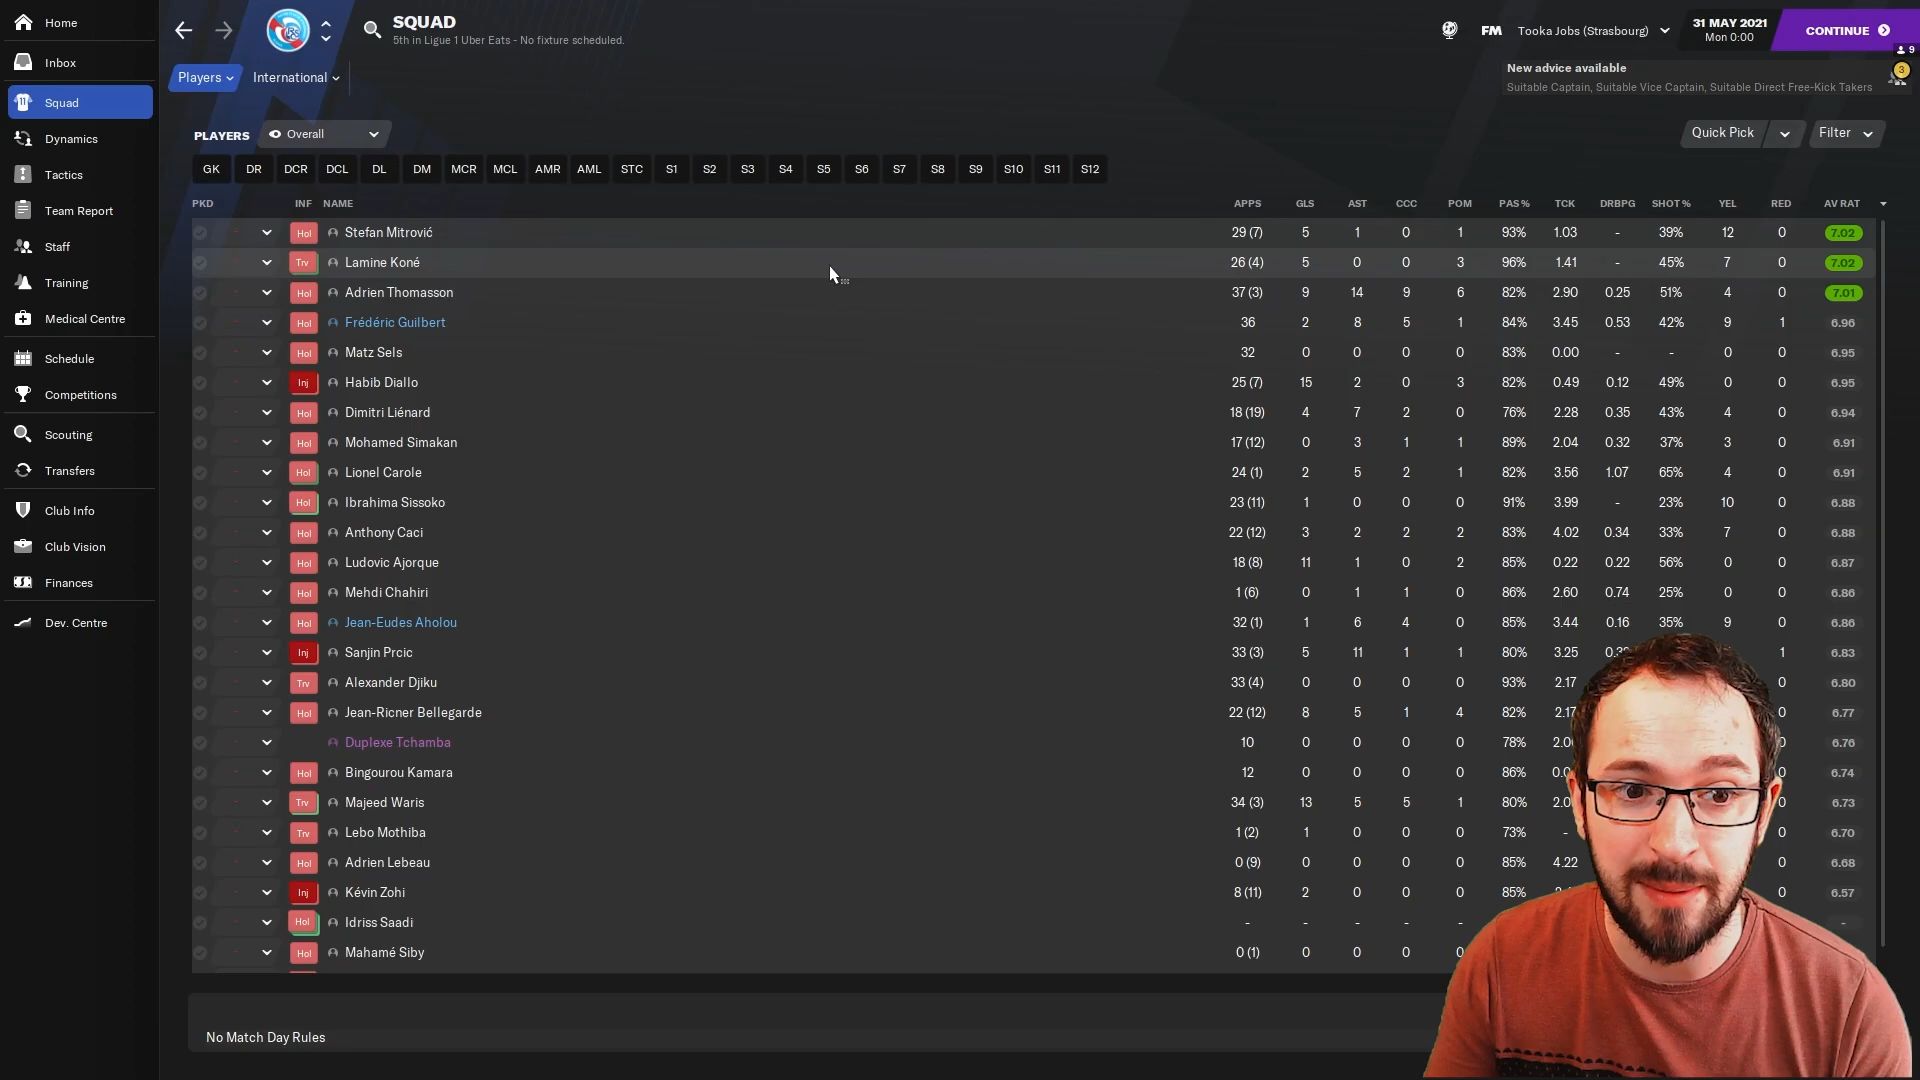 Home
Inbox
Squad
Dynamics
Tactics
Team Report
Staff
Training
Medical Centre
Schedule
Competitions
Scouting
Transfers
Club Info
Club Vision
Finances
Dev. Centre
SQUAD
5th in Ligue 1 Uber Eats - No fixture scheduled.
FM Tooka Jobs (Strasbourg) 31 MAY 2021 CONTINUE
Mon 0:00
9
Players International
New advice available 3
Suitable Captain, Suitable Vice Captain, Suitable Direct Free-Kick Takers
PLAYERS Overall Quick Pick Filter
GK DR DCR DCL DL DM MCR MCL AMR AML STC S1 S2 S3 S4 S5 S6 S7 S8 S9 S10 S11 S12
PKD INF NAME APPS GLS AST CCC POM PAS % TCK DRBPG SHOT % YEL RED AV RAT
- Hol Stefan Mitrović 29 (7) 5 1 0 1 93% 1.03 - 39% 12 0 7.02
- Trv Lamine Koné 26 (4) 5 0 0 3 96% 1.41 - 45% 7 0 7.02
- Hol Adrien Thomasson 37 (3) 9 14 9 6 82% 2.90 0.25 51% 4 0 7.01
- Hol Frédéric Guilbert 36 2 8 5 1 84% 3.45 0.53 42% 9 1 6.96
- Hol Matz Sels 32 0 0 0 0 83% 0.00 - - 0 0 6.95
- Inj Habib Diallo 25 (7) 15 2 0 3 82% 0.49 0.12 49% 0 0 6.95
- Hol Dimitri Liénard 18 (19) 4 7 2 0 76% 2.28 0.35 43% 4 0 6.94
- Hol Mohamed Simakan 17 (12) 0 3 1 1 89% 2.04 0.32 37% 3 0 6.91
- Hol Lionel Carole 24 (1) 2 5 2 1 82% 3.56 1.07 65% 4 0 6.91
- Hol Ibrahima Sissoko 23 (11) 1 0 0 0 91% 3.99 - 23% 10 0 6.88
- Hol Anthony Caci 22 (12) 3 2 2 2 83% 4.02 0.34 33% 7 0 6.88
- Hol Ludovic Ajorque 18 (8) 11 1 0 2 85% 0.22 0.22 56% 0 0 6.87
- Hol Mehdi Chahiri 1 (6) 0 1 1 0 86% 2.60 0.74 25% 0 0 6.86
- Hol Jean-Eudes Aholou 32 (1) 1 6 4 0 85% 3.44 0.16 35% 9 0 6.86
- Inj Sanjin Prcic 33 (3) 5 11 1 1 80% 3.25 1 6.83
- Trv Alexander Djiku 33 (4) 0 0 0 0 93% 2.17 0 6.80
- Hol Jean-Ricner Bellegarde 22 (12) 8 5 1 4 82% 2.17 0 6.77
- Duplexe Tchamba 10 0 0 0 0 78% 0 6.76
- Hol Bingourou Kamara 12 0 0 0 0 86% 0 6.74
- Trv Majeed Waris 34 (3) 13 5 5 1 80% 0 6.73
- Trv Lebo Mothiba 1 (2) 1 0 0 0 73% - 0 6.70
- Hol Adrien Lebeau 0 (9) 0 0 0 0 85% 4.22 0 6.68
- Inj Kévin Zohi 8 (11) 2 0 0 0 85% 0 6.57
- Hol Idriss Saadi - - - - - - -
- Hol Mahamé Siby 0 (1) 0 0 0 0
No Match Day Rules